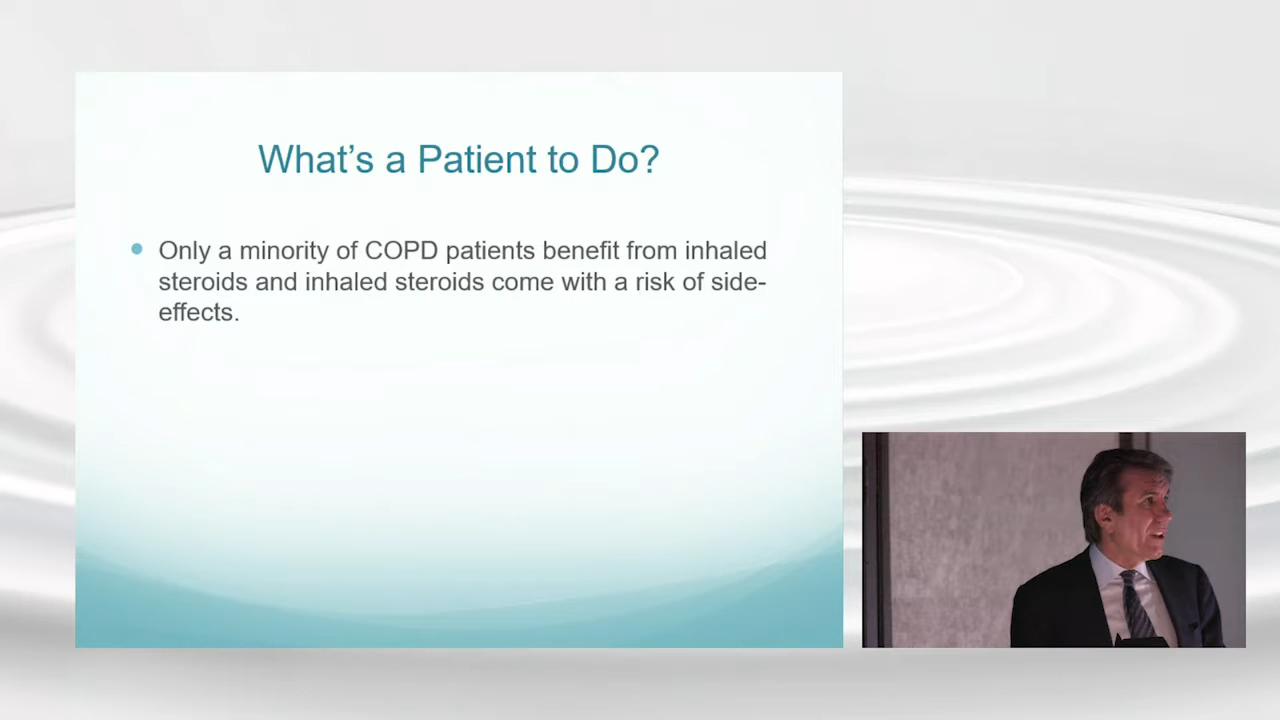 What’s a Patient to Do?
Only a minority of COPD patients benefit from inhaled
steroids and inhaled steroids come with a risk of side-
effects.